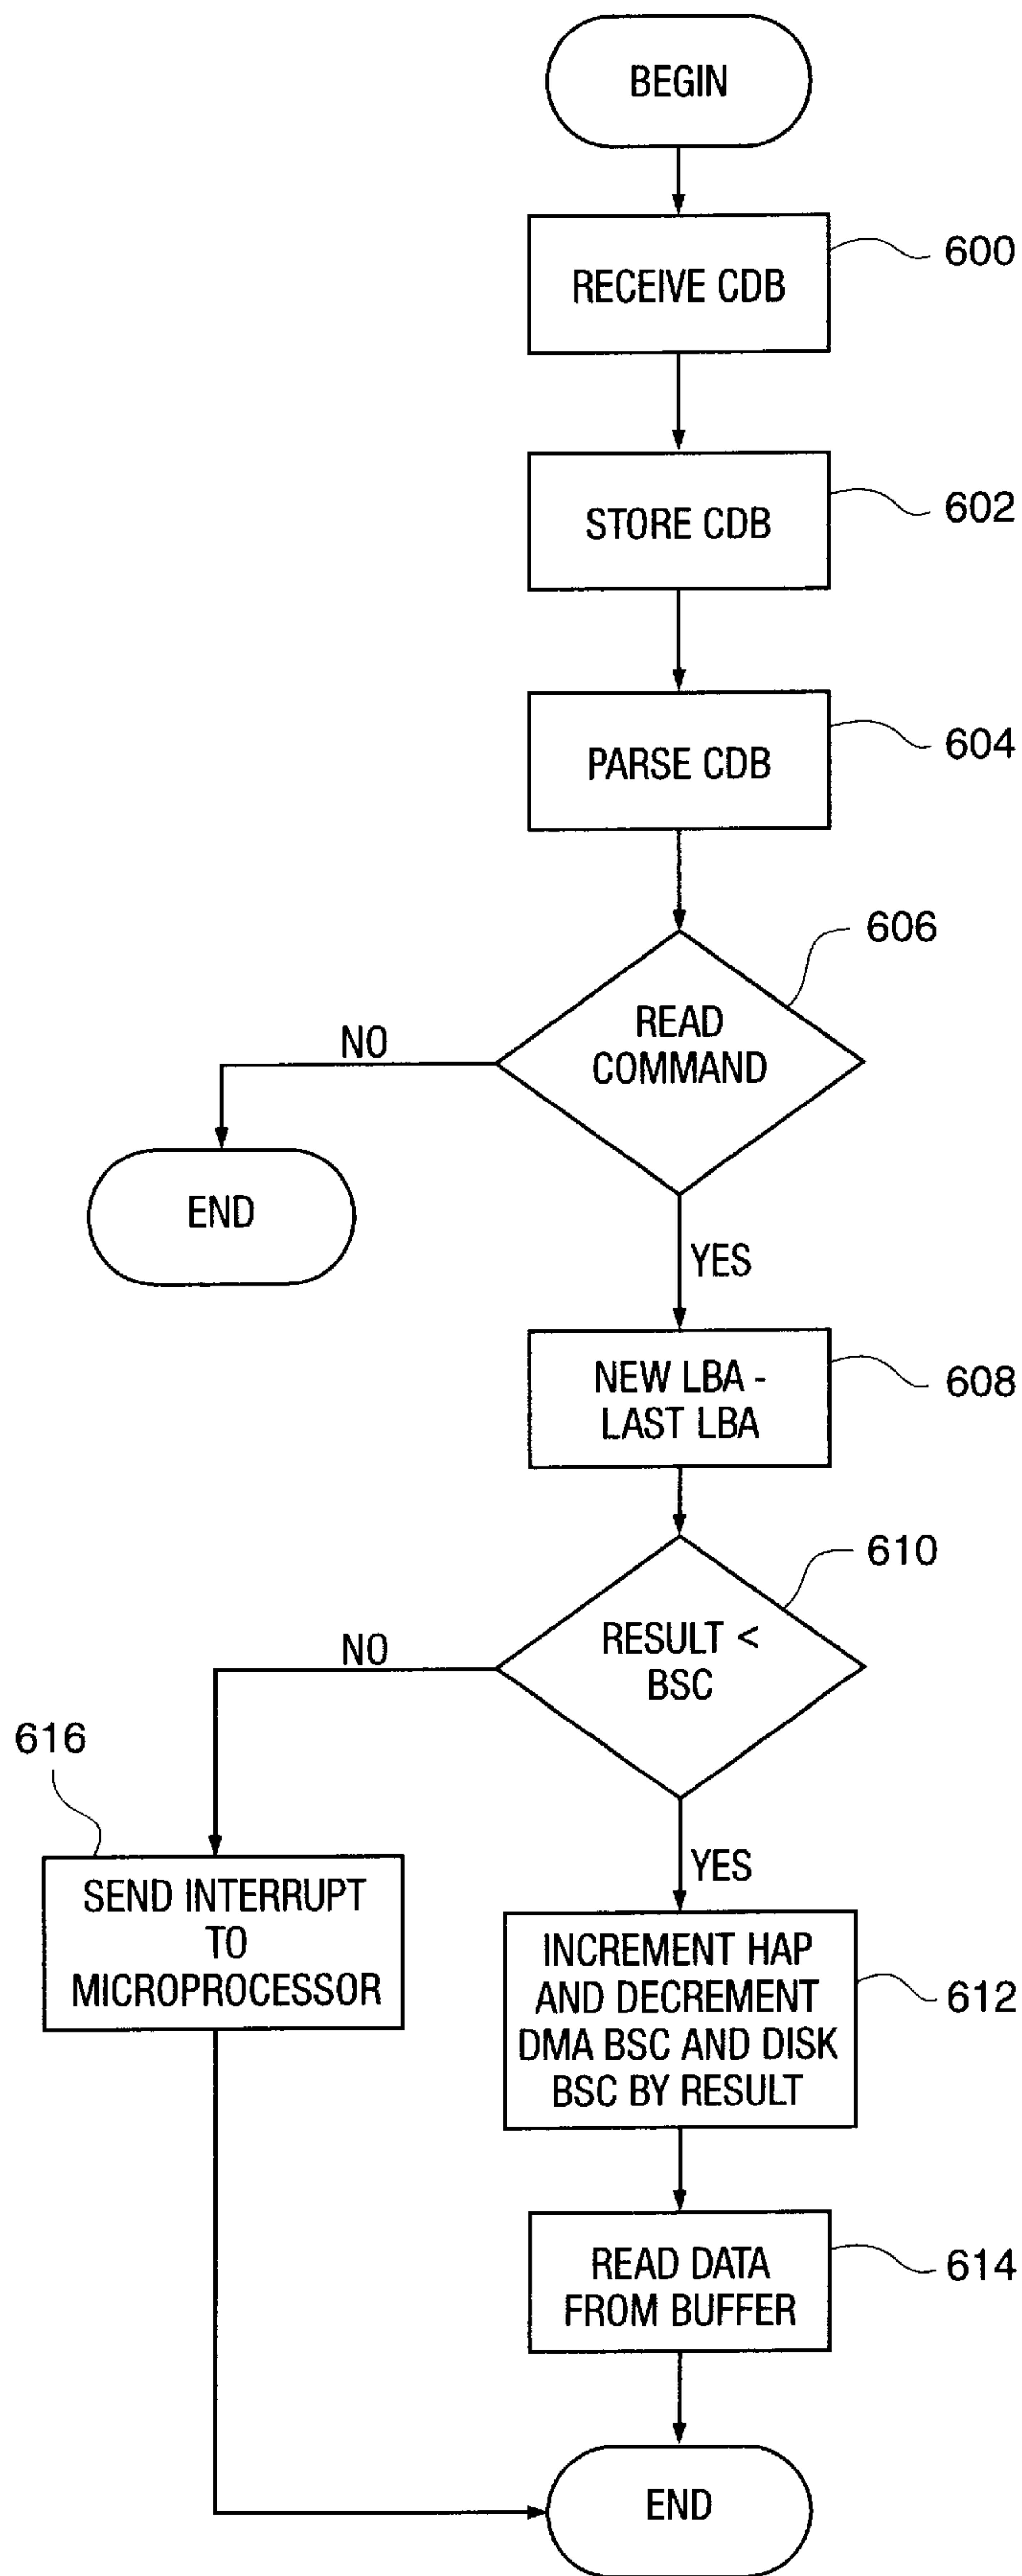 BEGIN
RECEIVE CDB
600
STORE CDB
602
PARSE CDB
604
606
READ
COMMAND
NO
END
YES
NEW LBA -
LAST LBA
608
610
RESULT <
BSC
NO
616
SEND INTERRUPT
TO
MICROPROCESSOR
YES
INCREMENT HAP
AND DECREMENT
DMA BSC AND DISK
BSC BY RESULT
612
READ DATA
FROM BUFFER
614
END